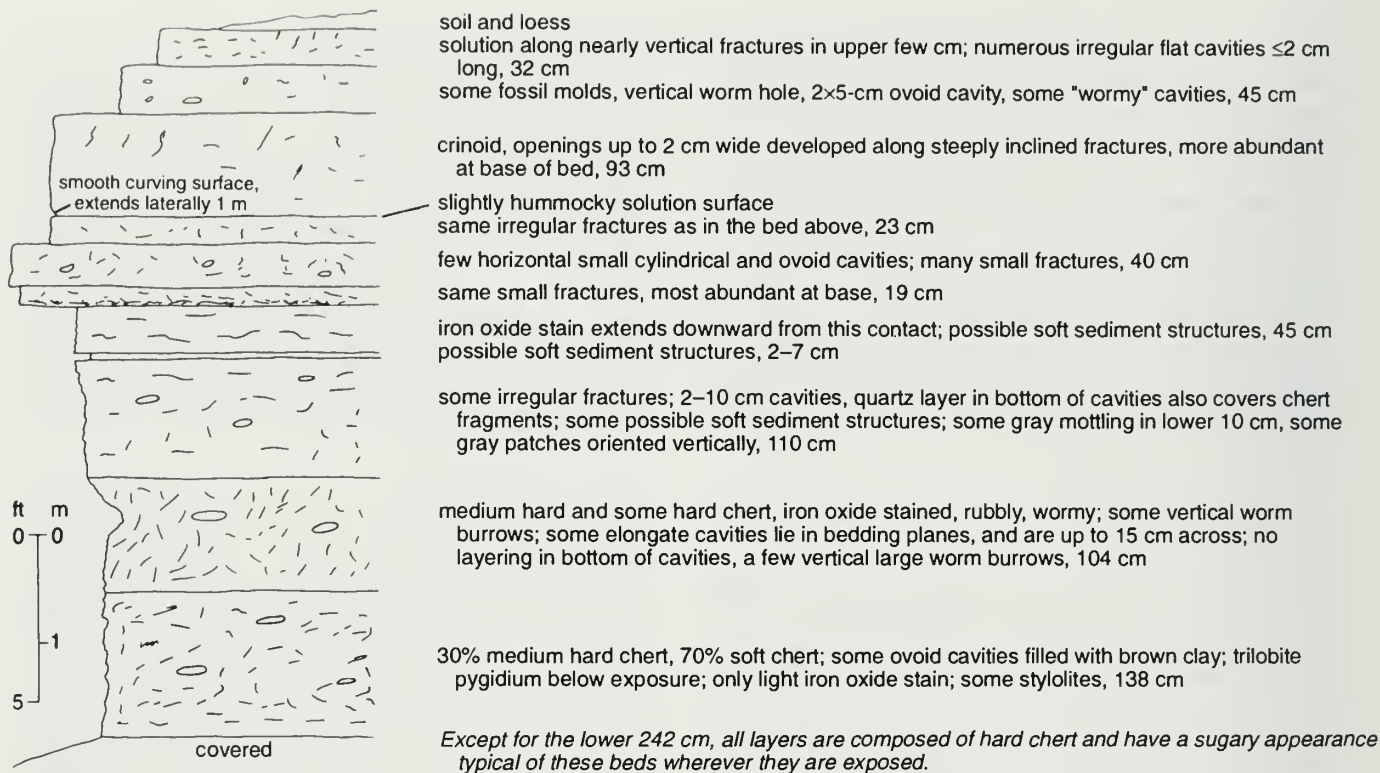 soil and loess
solution along nearly vertical fractures in upper few cm; numerous irregular flat cavities ≤2 cm
long, 32 cm
some fossil molds, vertical worm hole, 2×5-cm ovoid cavity, some "wormy" cavities, 45 cm
crinoid, openings up to 2 cm wide developed along steeply inclined fractures, more abundant
at base of bed, 93 cm
smooth curving surface,
extends laterally 1 m
slightly hummocky solution surface
same irregular fractures as in the bed above, 23 cm
few horizontal small cylindrical and ovoid cavities; many small fractures, 40 cm
same small fractures, most abundant at base, 19 cm
iron oxide stain extends downward from this contact; possible soft sediment structures, 45 cm
possible soft sediment structures, 2–7 cm
some irregular fractures; 2–10 cm cavities, quartz layer in bottom of cavities also covers chert
fragments; some possible soft sediment structures; some gray mottling in lower 10 cm, some
gray patches oriented vertically, 110 cm
ft m
0 0
1
5
medium hard and some hard chert, iron oxide stained, rubbly, wormy; some vertical worm
burrows; some elongate cavities lie in bedding planes, and are up to 15 cm across; no
layering in bottom of cavities, a few vertical large worm burrows, 104 cm
30% medium hard chert, 70% soft chert; some ovoid cavities filled with brown clay; trilobite
pygidium below exposure; only light iron oxide stain; some stylolites, 138 cm
covered
Except for the lower 242 cm, all layers are composed of hard chert and have a sugary appearance
typical of these beds wherever they are exposed.